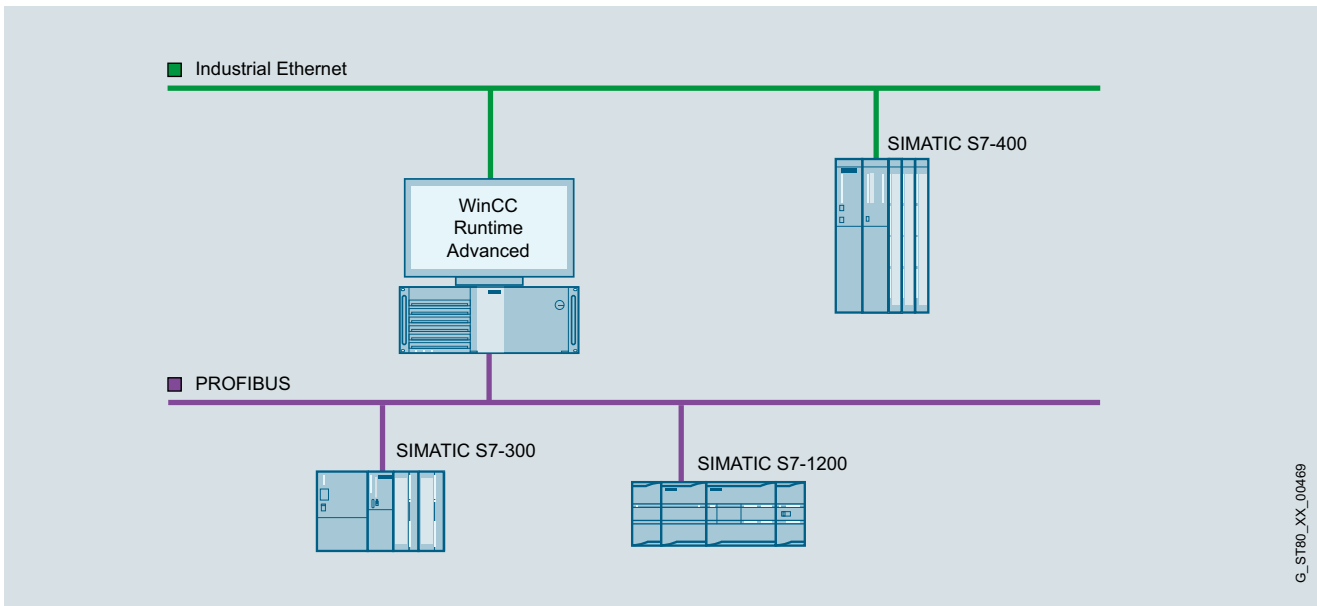 Industrial Ethernet
SIMATIC S7-400
WinCC
Runtime
Advanced
PROFIBUS
SIMATIC S7-300
SIMATIC S7-1200
G_ST80_XX_00469